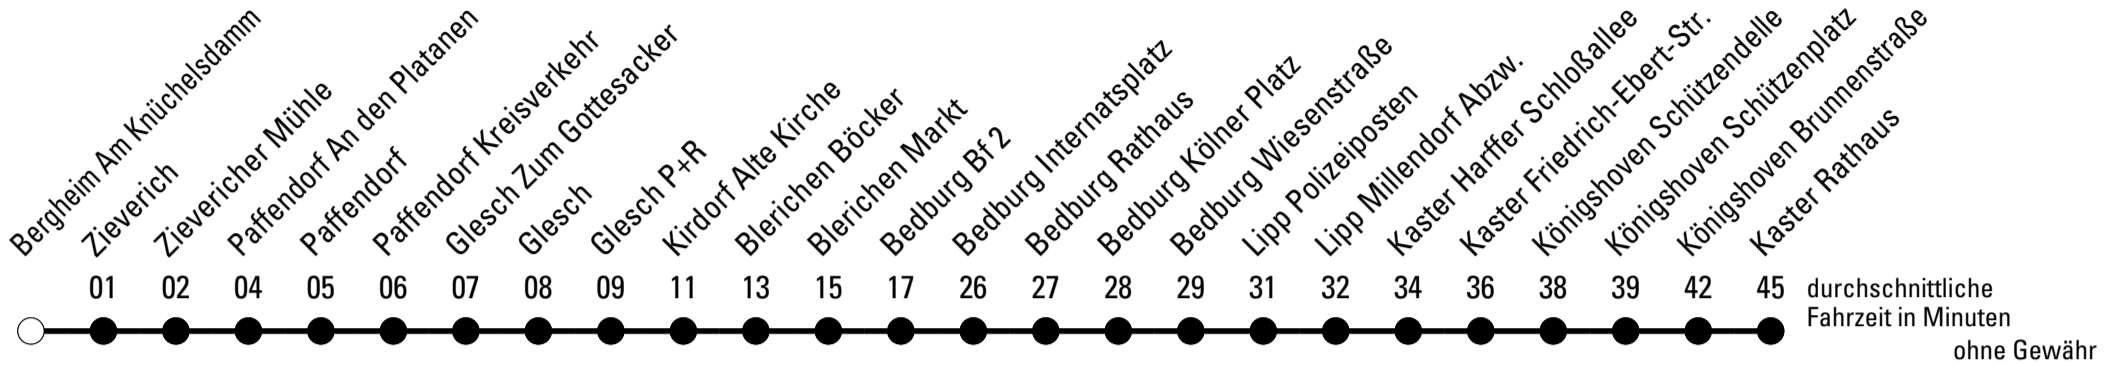 Bergheim Am Knüchelsdamm
Zieverich
Zievericher Mühle
Paffendorf An den Platanen
Paffendorf
Paffendorf Kreisverkehr
Glesch Zum Gottesacker
Glesch
Glesch P+R
Kirdorf Alte Kirche
Blerichen Böcker
Blerichen Markt
Bedburg Bf 2
Bedburg Internatsplatz
Bedburg Rathaus
Bedburg Kölner Platz
Bedburg Wiesenstraße
Lipp Polizeiposten
Lipp Millendorf Abzw.
Kaster Harffer Schloßallee
Kaster Friedrich-Ebert-Str.
Königshoven Schützendelle
Königshoven Schützenplatz
Königshoven Brunnenstraße
Kaster Rathaus
01 02 04 05 06 07 08 09 11 13 15 17 26 27 28 29 31 32 34 36 38 39 42 45
durchschnittliche
Fahrzeit in Minuten
ohne Gewähr